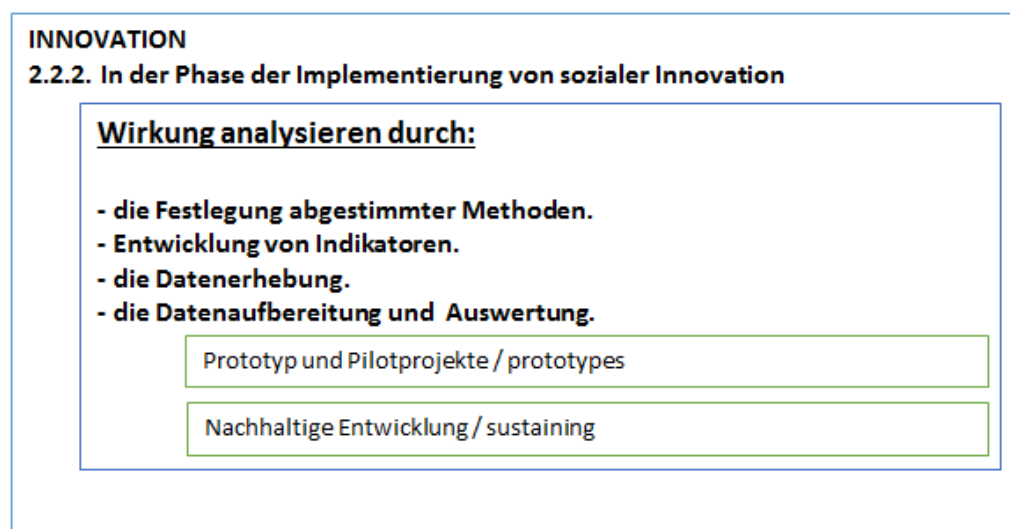 INNOVATION
2.2.2. In der Phase der Implementierung von sozialer Innovation
Wirkung analysieren durch:
- die Festlegung abgestimmter Methoden.
- Entwicklung von Indikatoren.
- die Datenerhebung.
- die Datenaufbereitung und Auswertung.
Prototyp und Pilotprojekte / prototypes
Nachhaltige Entwicklung / sustaining